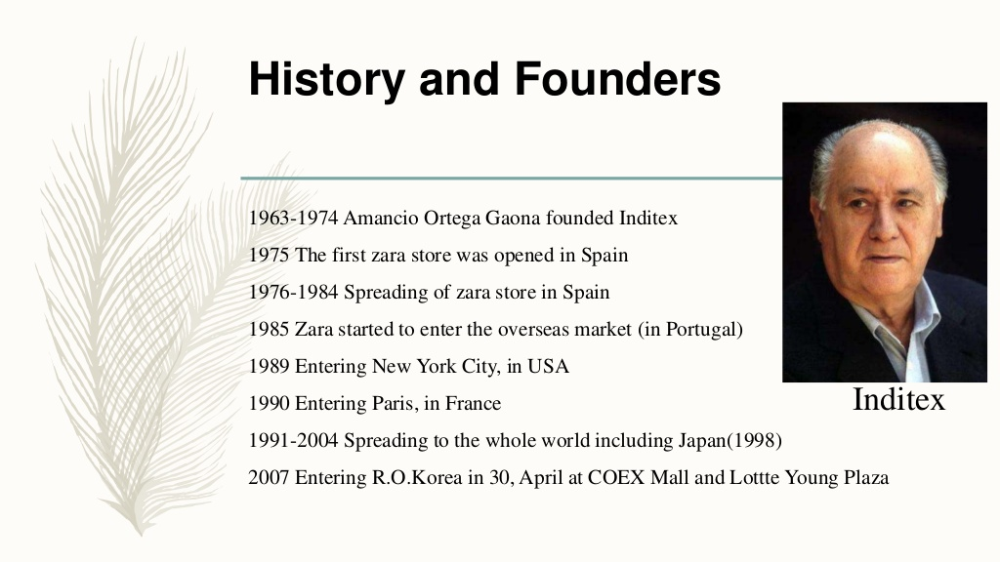 History and Founders
1963-1974 Amancio Ortega Gaona founded Inditex
1975 The first zara store was opened in Spain
1976-1984 Spreading of zara store in Spain
1985 Zara started to enter the overseas market (in Portugal)
1989 Entering New York City, in USA
1990 Entering Paris, in France
Inditex
1991-2004 Spreading to the whole world including Japan(1998)
2007 Entering R.O.Korea in 30, April at COEX Mall and Lottte Young Plaza